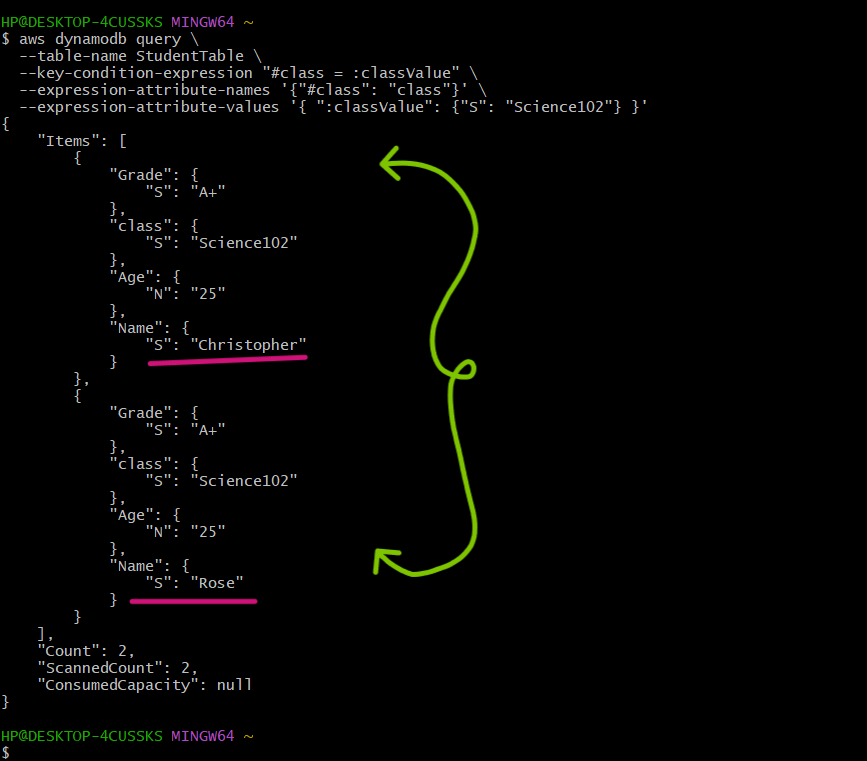 HP@DESKTOP-4CUSSKS MINGW64 ~
$ aws dynamodb query \
  --table-name StudentTable \
  --key-condition-expression "#class = :classValue" \
  --expression-attribute-names '{"#class": "class"}' \
  --expression-attribute-values '{ ":classValue": {"S": "Science102"} }'
{
    "Items": [
        {
            "Grade": {
                "S": "A+"
            },
            "class": {
                "S": "Science102"
            },
            "Age": {
                "N": "25"
            },
            "Name": {
                "S": "Christopher"
            }
        },
        {
            "Grade": {
                "S": "A+"
            },
            "class": {
                "S": "Science102"
            },
            "Age": {
                "N": "25"
            },
            "Name": {
                "S": "Rose"
            }
        }
    ],
    "Count": 2,
    "ScannedCount": 2,
    "ConsumedCapacity": null
}
HP@DESKTOP-4CUSSKS MINGW64 ~
$